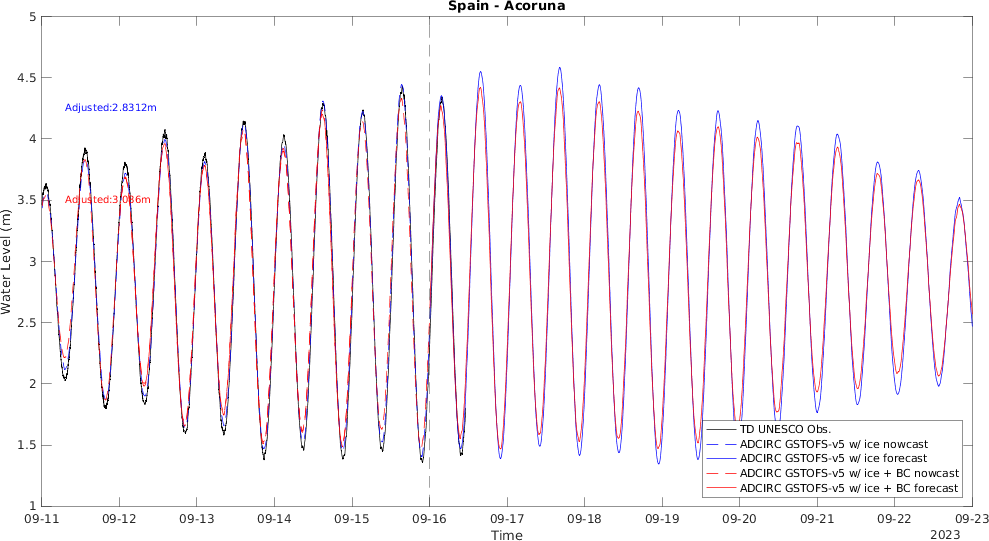 Spain - Acoruna
5
4.5
4
3.5
3
2.5
2
1.5
1
Water Level (m)
Adjusted:2.8312m
Adjusted:3.036m
TD UNESCO Obs.
ADCIRC GSTOFS-v5 w/ ice nowcast
ADCIRC GSTOFS-v5 w/ ice forecast
ADCIRC GSTOFS-v5 w/ ice + BC nowcast
ADCIRC GSTOFS-v5 w/ ice + BC forecast
09-11 09-12 09-13 09-14 09-15 09-16 09-17 09-18 09-19 09-20 09-21 09-22 09-23
Time
2023